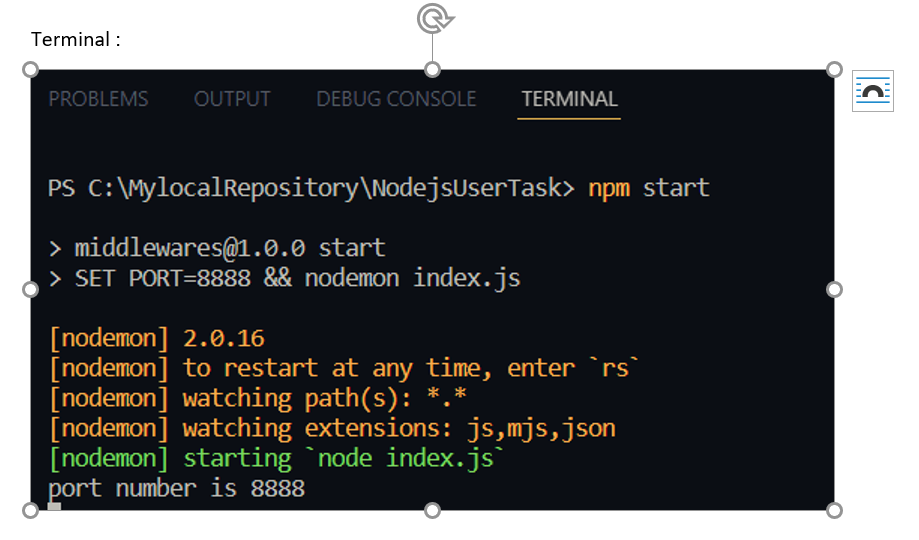 Terminal :
PROBLEMS OUTPUT DEBUG CONSOLE TERMINAL
PS C:\MylocalRepository\NodejsUserTask> npm start
> middlewares@1.0.0 start
> SET PORT=8888 && nodemon index.js
[nodemon] 2.0.16
[nodemon] to restart at any time, enter `rs`
[nodemon] watching path(s): *.*
[nodemon] watching extensions: js,mjs,json
[nodemon] starting `node index.js`
port number is 8888